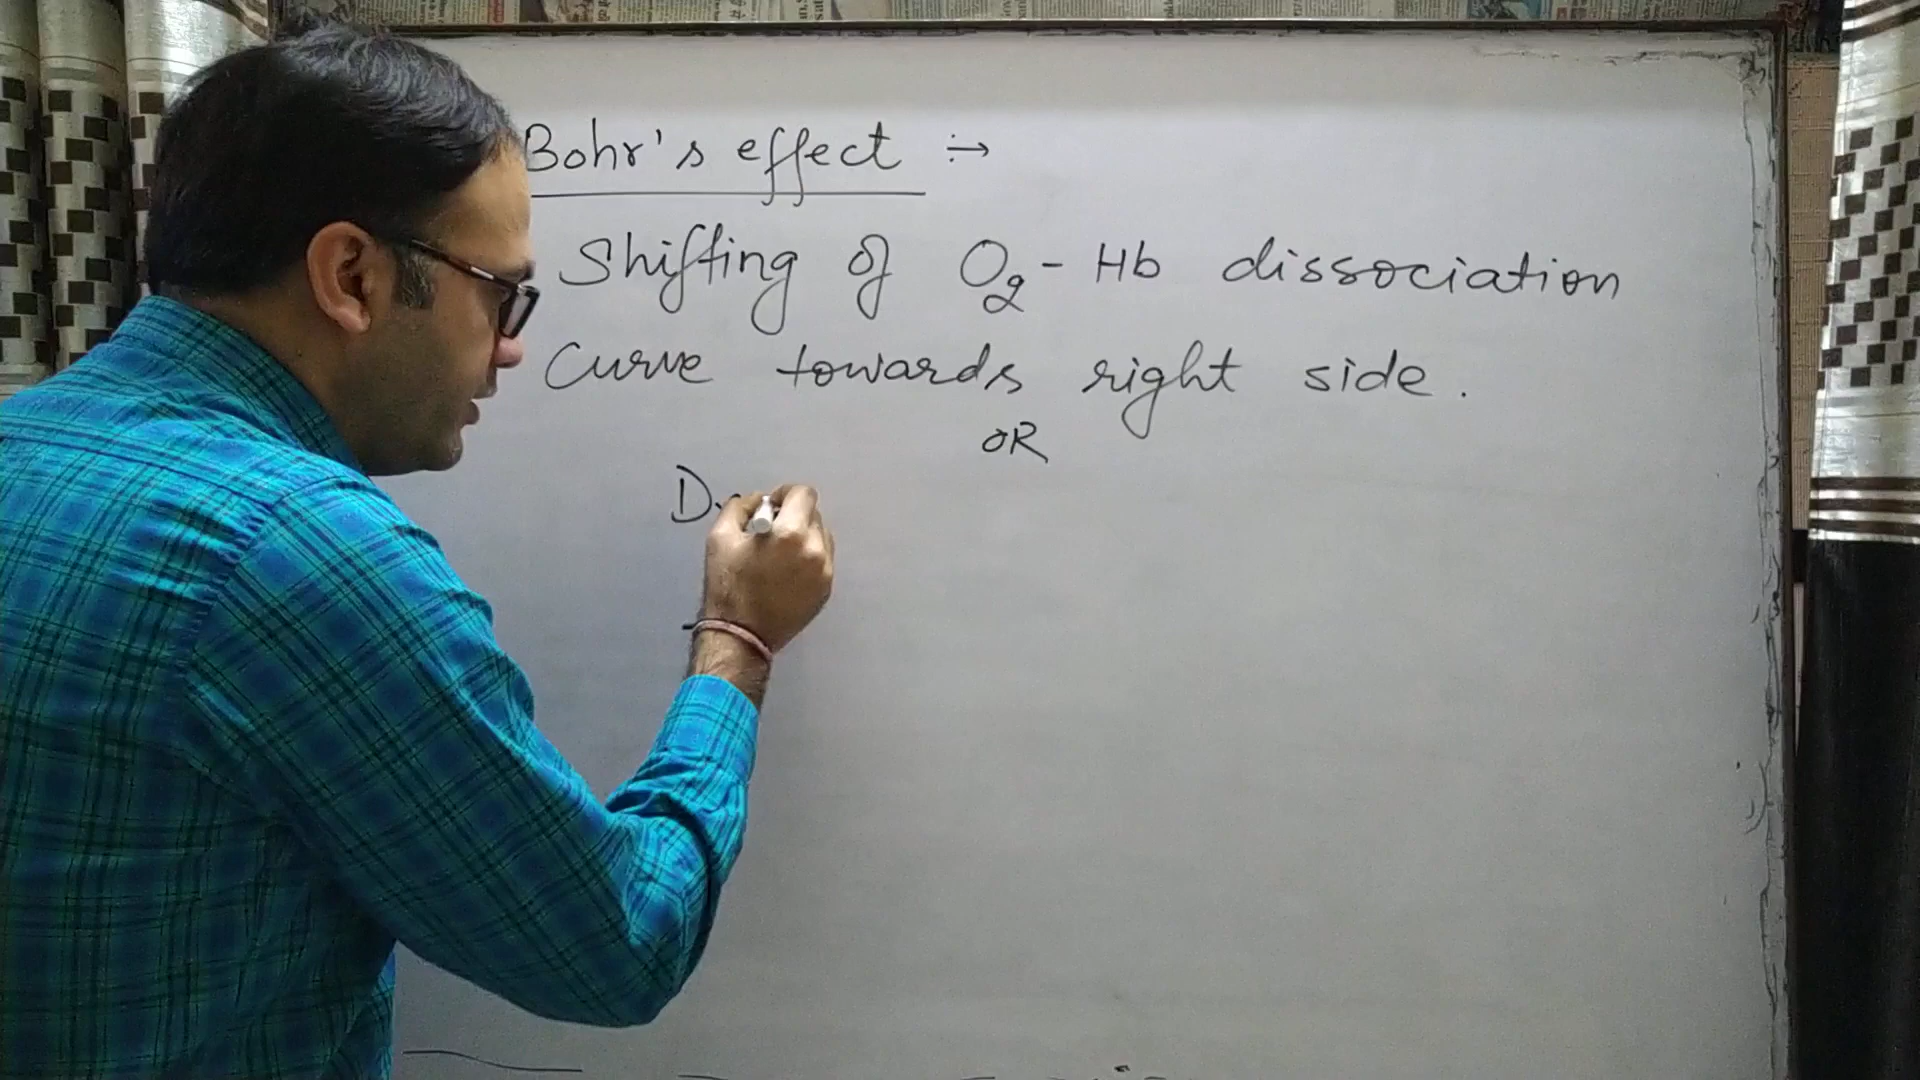 Bohr's effect :→
Shifting of O₂ - Hb dissociation
Curve towards right side.
OR